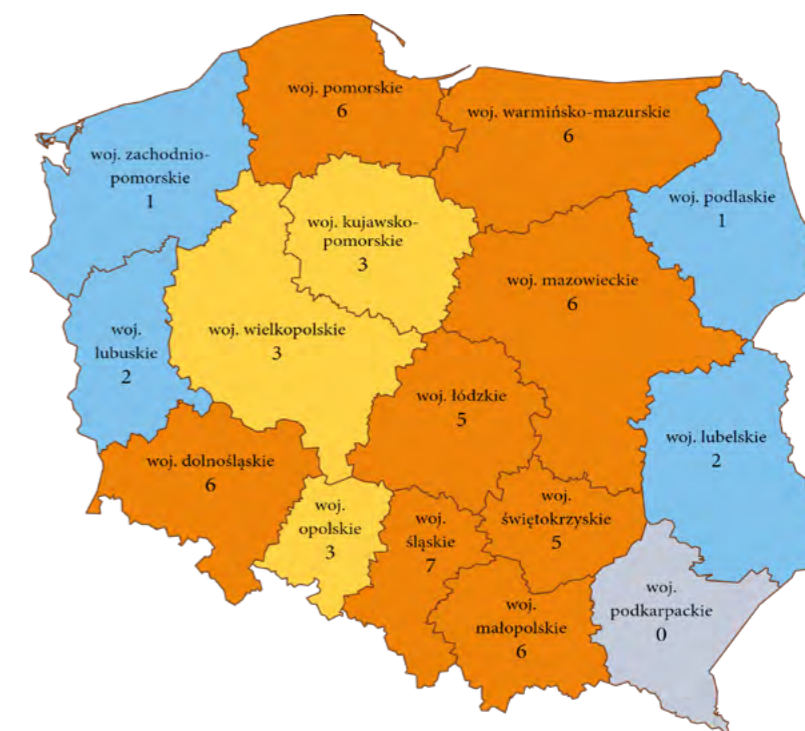 woj. pomorskie
6
woj. warmińsko-mazurskie
6
woj. zachodnio-
pomorskie
1
woj. podlaskie
1
woj. kujawsko-
pomorskie
3
woj. mazowieckie
6
woj. wielkopolskie
3
woj.
lubuskie
2
woj. łódzkie
5
woj. lubelskie
2
woj. dolnośląskie
6
woj.
opolskie
3
woj.
śląskie
7
woj.
świętokrzyskie
5
woj.
małopolskie
6
woj.
podkarpackie
0